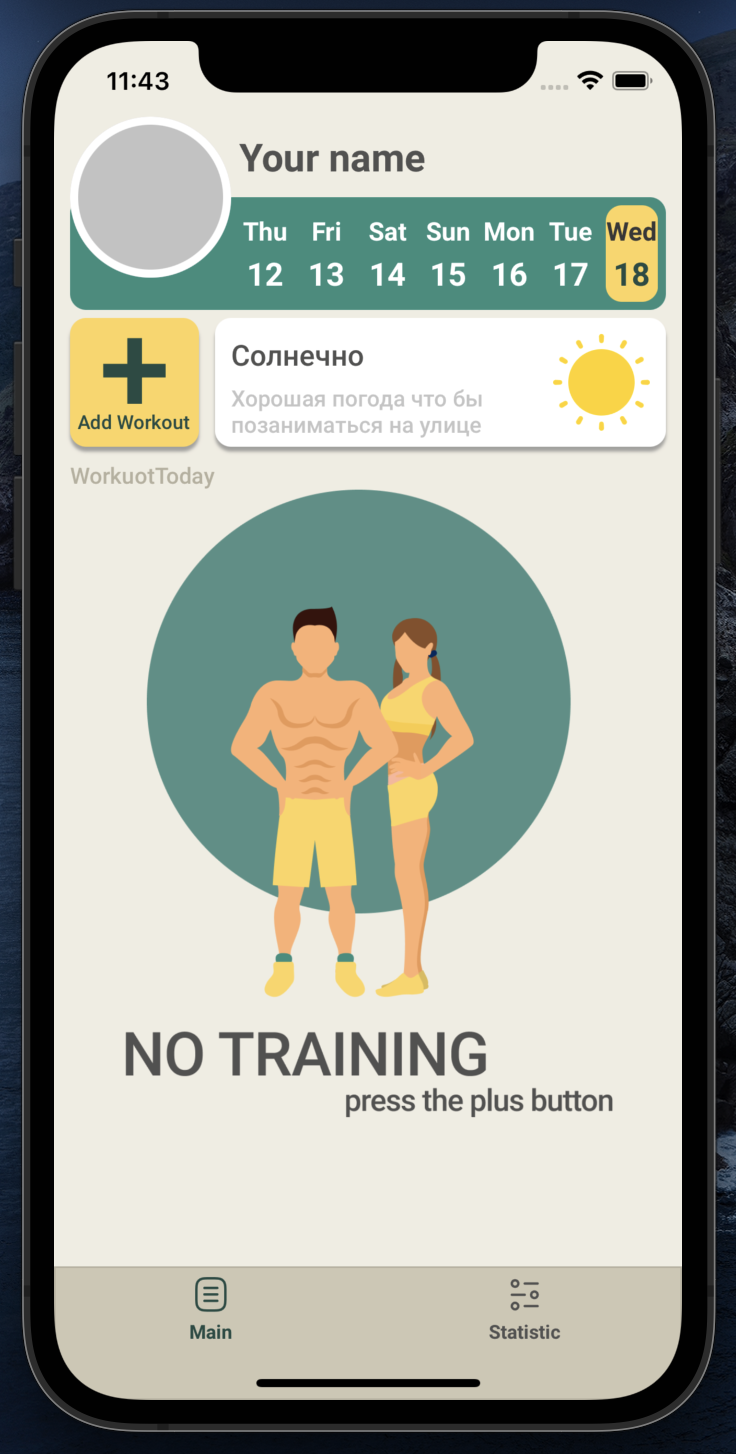 11:43
Your name
Thu Fri Sat Sun Mon Tue Wed
12 13 14 15 16 17 18
Солнечно
Хорошая погода что бы
позаниматься на улице
Add Workout
WorkuotToday
NO TRAINING
press the plus button
Main Statistic